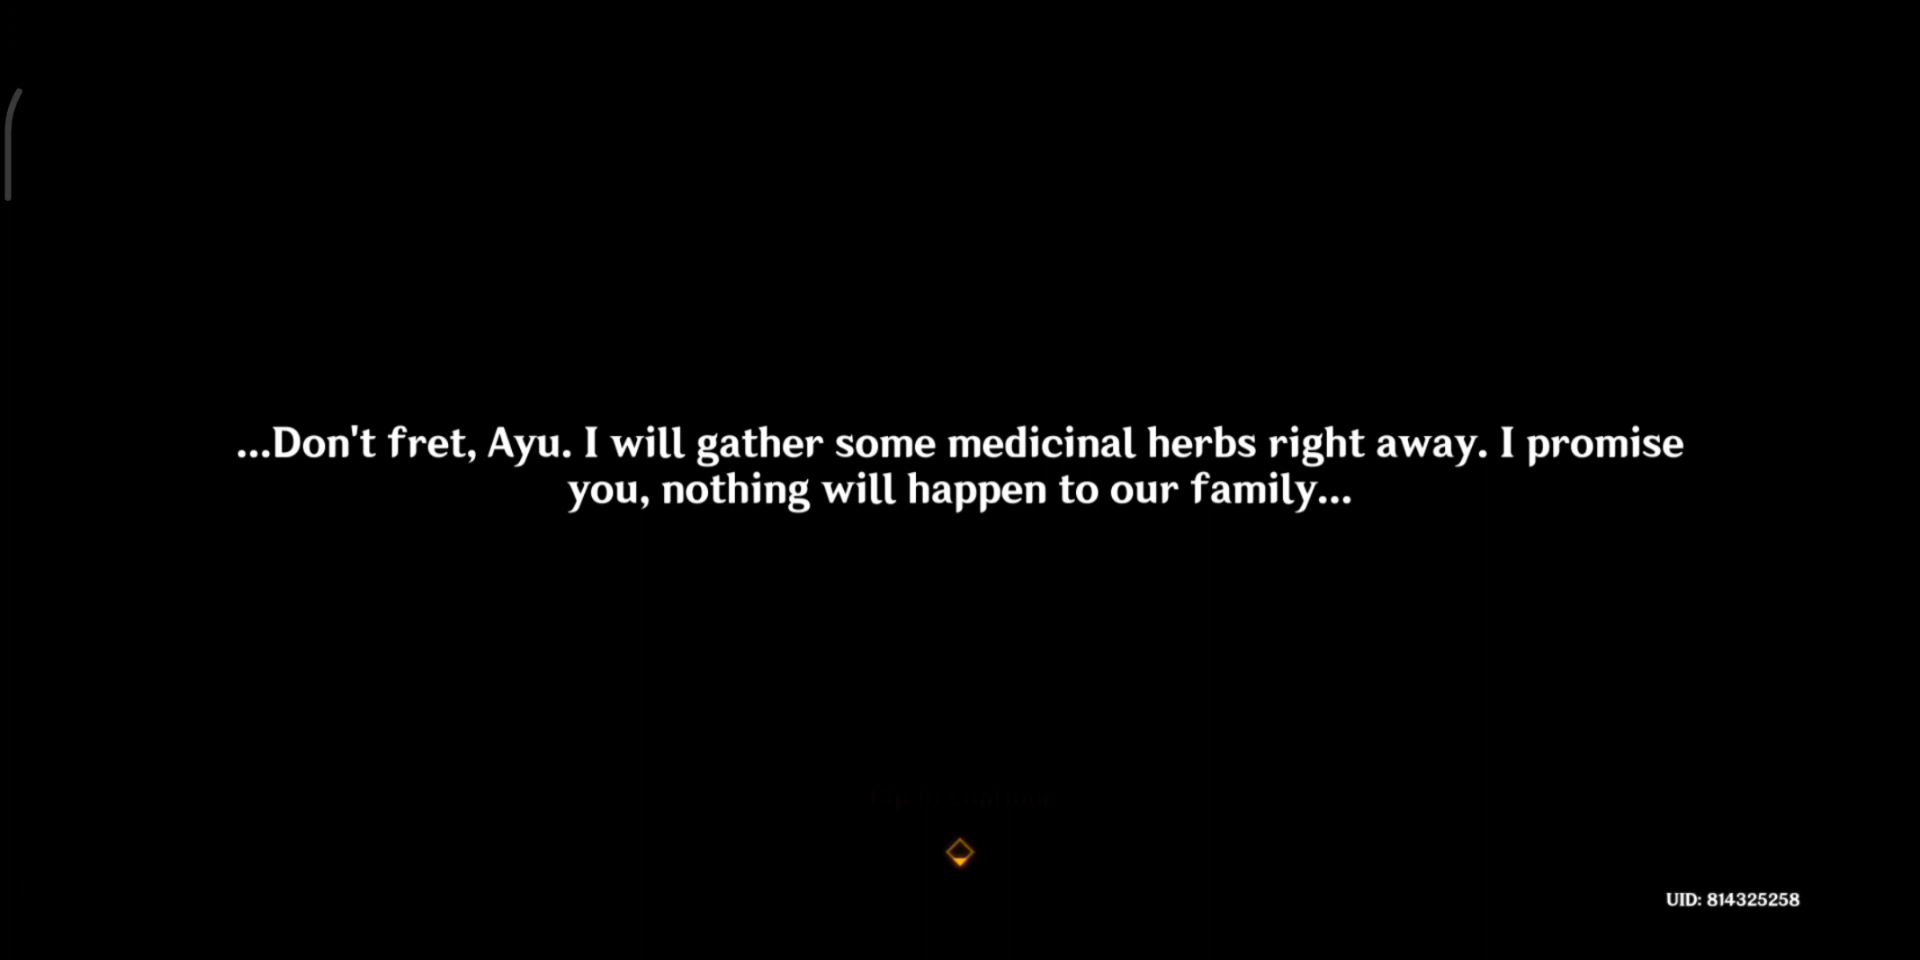 ...Don't fret, Ayu. I will gather some medicinal herbs right away. I promise
you, nothing will happen to our family...
UID: 814325258